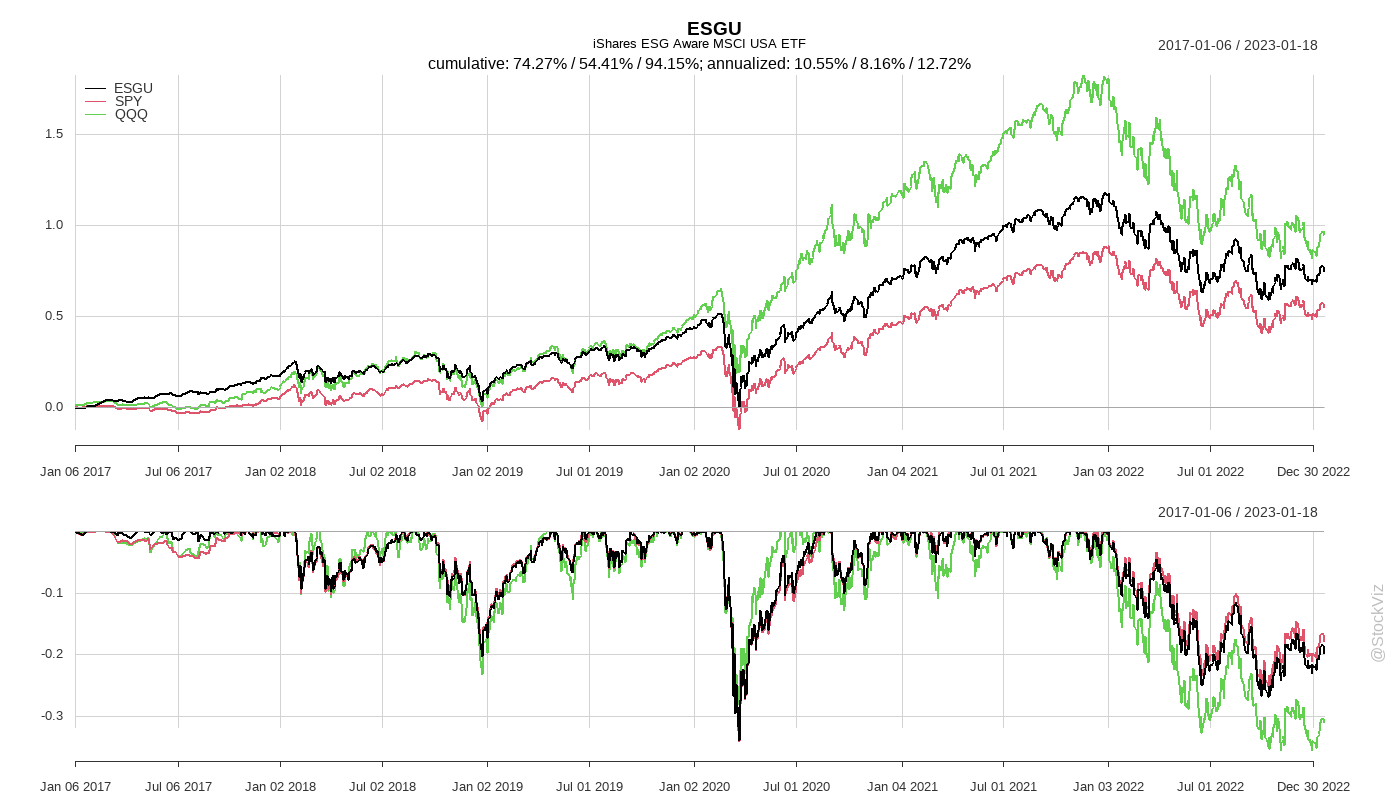 ESGU
iShares ESG Aware MSCI USA ETF
2017-01-06 / 2023-01-18
cumulative: 74.27% / 54.41% / 94.15%; annualized: 10.55% / 8.16% / 12.72%
ESGU
SPY
QQQ
1.5
1.0
0.5
0.0
Jan 06 2017 Jul 06 2017 Jan 02 2018 Jul 02 2018 Jan 02 2019 Jul 01 2019 Jan 02 2020 Jul 01 2020 Jan 04 2021 Jul 01 2021 Jan 03 2022 Jul 01 2022 Dec 30 2022
2017-01-06 / 2023-01-18
-0.1
-0.2
-0.3
@StockViz
Jan 06 2017 Jul 06 2017 Jan 02 2018 Jul 02 2018 Jan 02 2019 Jul 01 2019 Jan 02 2020 Jul 01 2020 Jan 04 2021 Jul 01 2021 Jan 03 2022 Jul 01 2022 Dec 30 2022